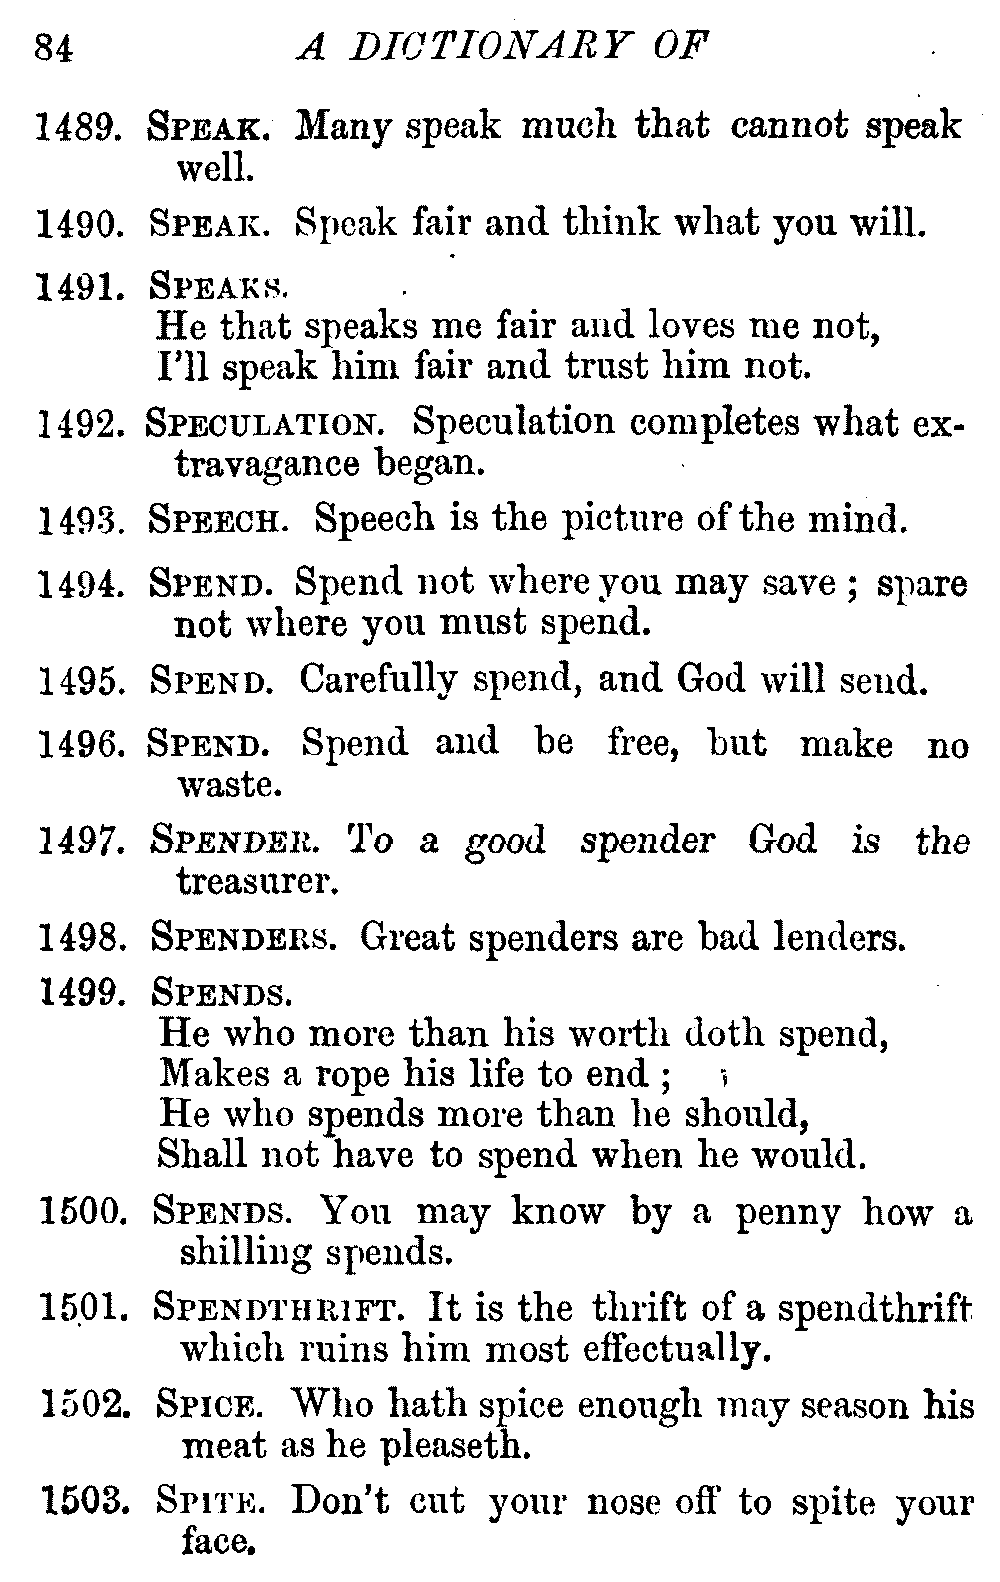 84 A DICTIONARY OF
1489. SPEAK. Many speak much that cannot speak
well.
1490. SPEAK. Speak fair and think what you will.
1491. SPEAKS.
He that speaks me fair and loves me not,
I'll speak him fair and trust him not.
1492. SPECULATION. Speculation completes what ex-
travagance began.
1493. SPEECH. Speech is the picture of the mind.
1494. SPEND. Spend not where you may save; spare
not where you must spend.
1495. SPEND. Carefully spend, and God will send.
1496. SPEND. Spend and be free, but make no
waste.
1497. SPENDER. To a good spender God is the
treasurer.
1498. SPENDERS. Great spenders are bad lenders.
1499. SPENDS.
He who more than his worth doth spend,
Makes a rope his life to end;
He who spends more than he should,
Shall not have to spend when he would.
1500. SPENDS. You may know by a penny how a
shilling spends.
1501. SPENDTHRIFT. It is the thrift of a spendthrift
which ruins him most effectually.
1502. SPICE. Who hath spice enough may season his
meat as he pleaseth.
1503. SPITE. Don't cut your nose off to spite your
face.